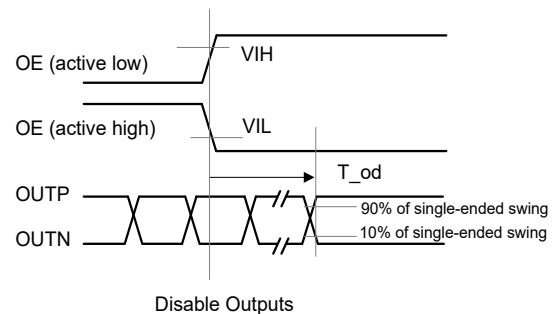 OE (active low)
VIH
OE (active high)
VIL
T_od
OUTP
90% of single-ended swing
OUTN
10% of single-ended swing
Disable Outputs